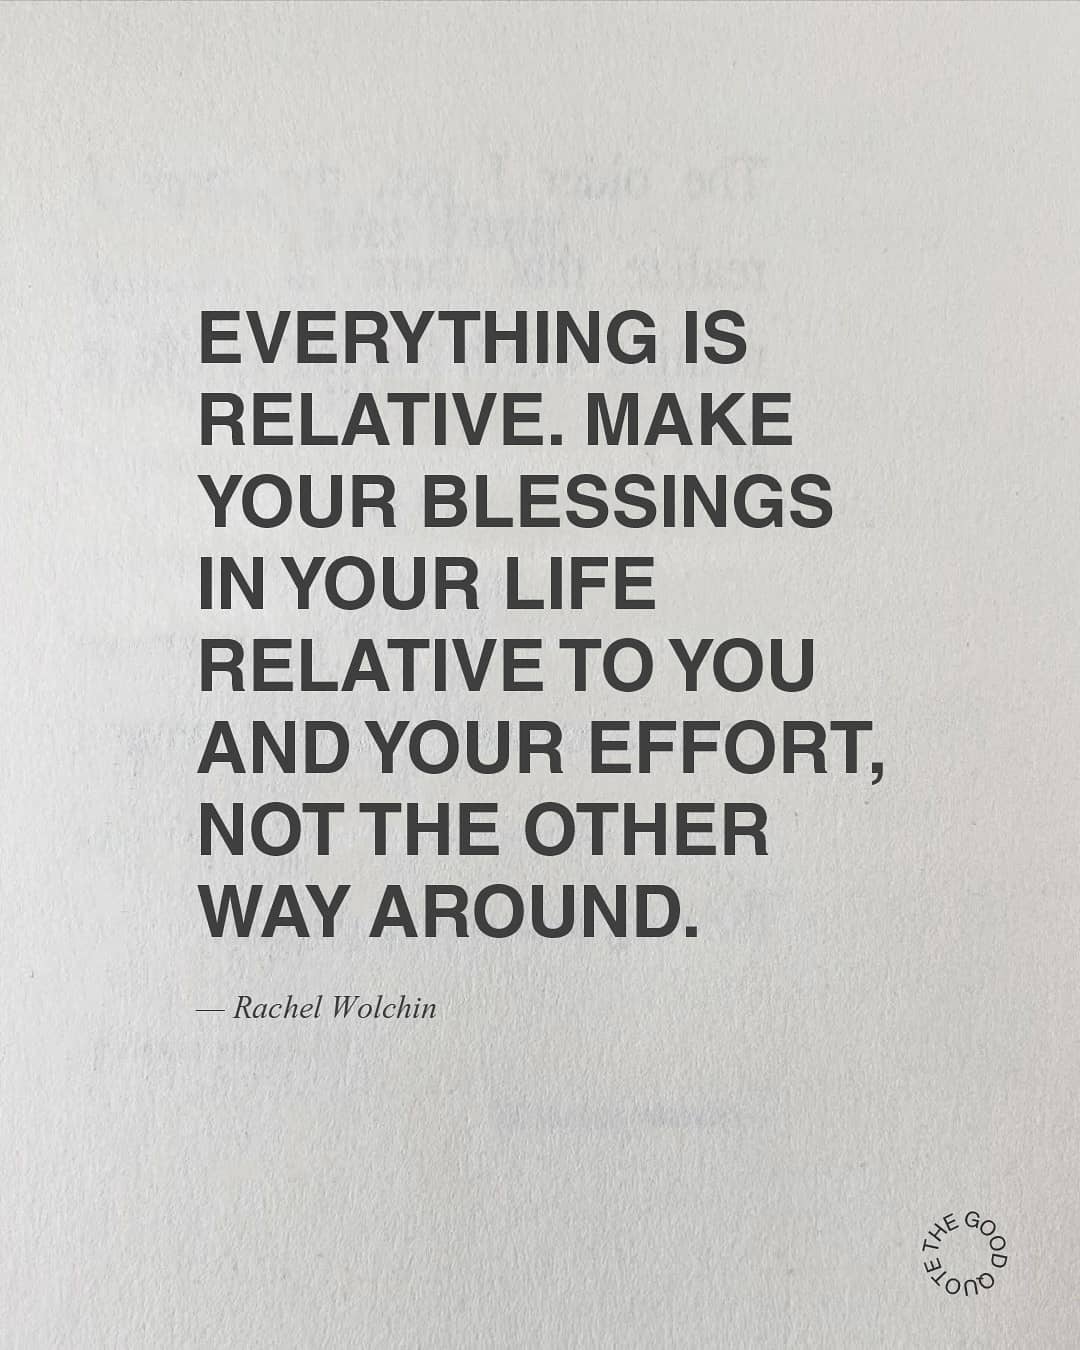 EVERYTHING IS
RELATIVE. MAKE
YOUR BLESSINGS
IN YOUR LIFE
RELATIVE TO YOU
AND YOUR EFFORT,
NOT THE OTHER
WAY AROUND.
— Rachel Wolchin
THE GOOD QUOTE